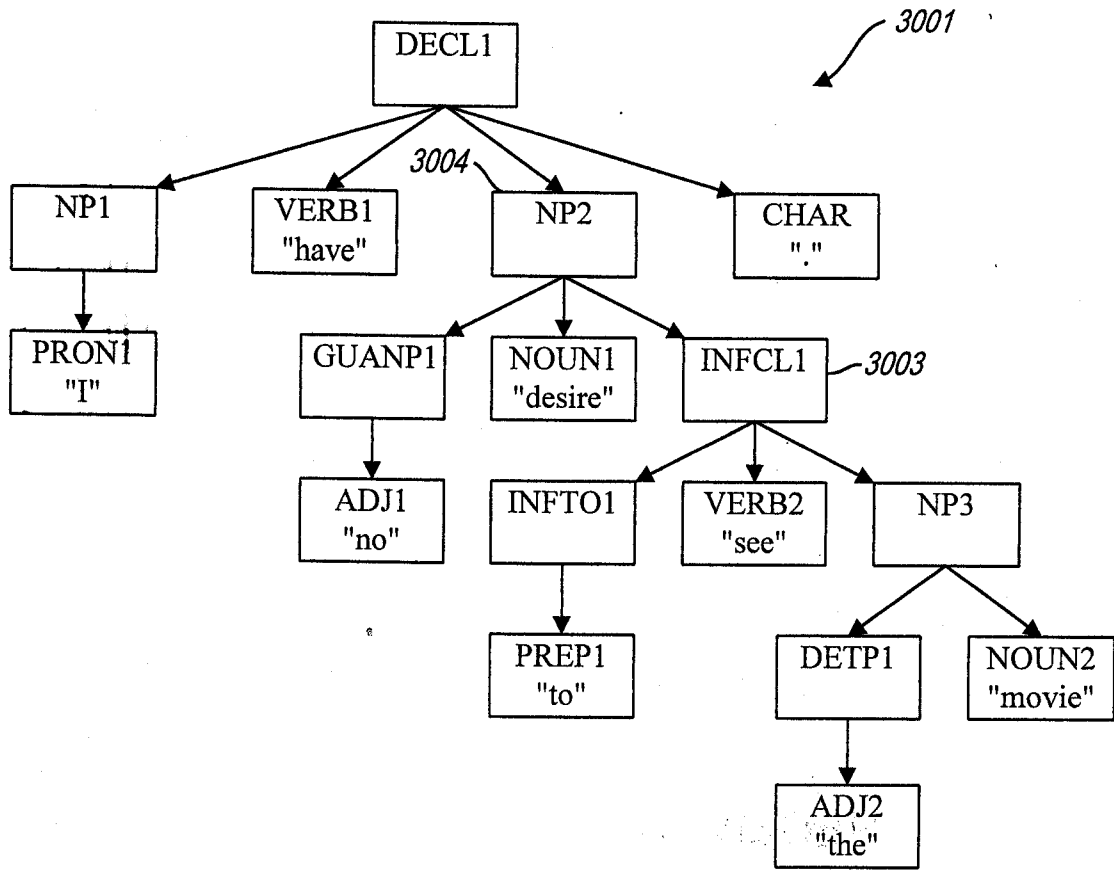 3001
DECL1
3004
NP1
VERB1
"have"
NP2
CHAR
"."
PRON1
"I"
GUANP1
NOUN1
"desire"
INFCL1
3003
ADJ1
"no"
INFTO1
VERB2
"see"
NP3
PREP1
"to"
DETP1
NOUN2
"movie"
ADJ2
"the"